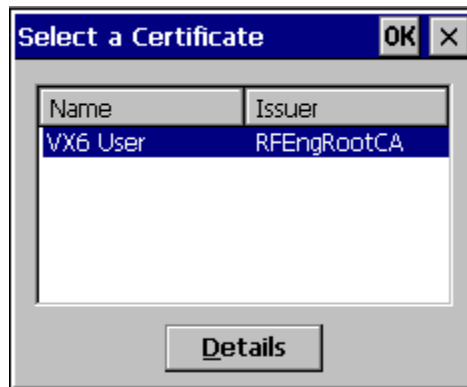 Select a Certificate OK ×
Name Issuer
VX6 User RFEngRootCA
Details